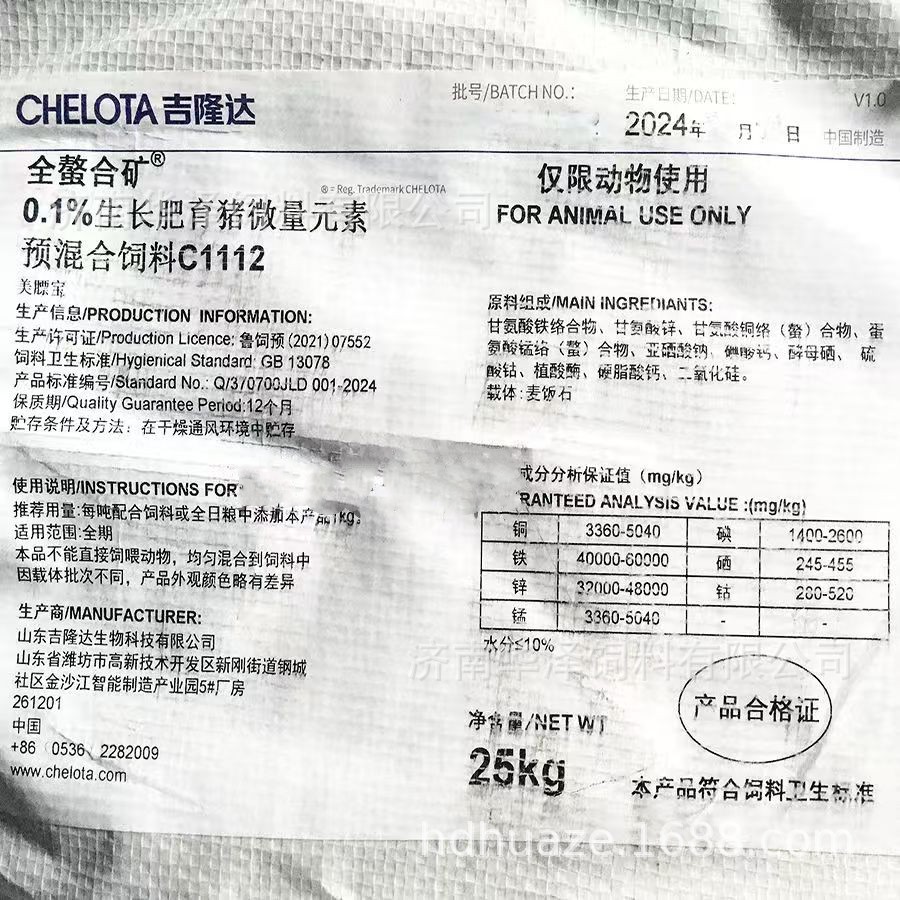 CHELOTA 吉隆达
批号/BATCH NO.:
生产日期/DATE:
V1.0
2024年 月 日 中国制造
全螯合矿®
® = Reg. Trademark CHELOTA
0.1%生长肥育猪微量元素
预混合饲料C1112
美膘宝
仅限动物使用
FOR ANIMAL USE ONLY
生产信息/PRODUCTION INFORMATION:
生产许可证/Production Licence: 鲁饲预 (2021) 07552
饲料卫生标准/Hygienical Standard: GB 13078
产品标准编号/Standard No.: Q/370700JLD 001-2024
保质期/Quality Guarantee Period:12个月
贮存条件及方法: 在干燥通风环境中贮存
原料组成/MAIN INGREDIANTS:
甘氨酸铁络合物、甘氨酸锌、甘氨酸铜络（螯）合物、蛋
氨酸锰络（螯）合物、亚硒酸钠、碘酸钙、酵母硒、 硫
酸钴、植酸酶、硬脂酸钙、二氧化硅。
载体:麦饭石
使用说明/INSTRUCTIONS FOR
推荐用量:每吨配合饲料或全日粮中添加本产品1kg。
适用范围:全期
本品不能直接饲喂动物，均匀混合到饲料中
因载体批次不同，产品外观颜色略有差异
成分分析保证值（mg/kg）
RANTEED ANALYSIS VALUE :(mg/kg)
铜 3360-5040 碘 1400-2600
铁 40000-60000 硒 245-455
锌 32000-48000 钴 280-520
锰 3360-5040 - -
水分≤10%
生产商/MANUFACTURER:
山东吉隆达生物科技有限公司
山东省潍坊市高新技术开发区新刚街道钢城
社区金沙江智能制造产业园5#厂房
261201
中国
+86（0536）2282009
www.chelota.com
净含量/NET WT
25kg
产品合格证
本产品符合饲料卫生标准
济南华泽饲料有限公司
hdhuaze.1688.com